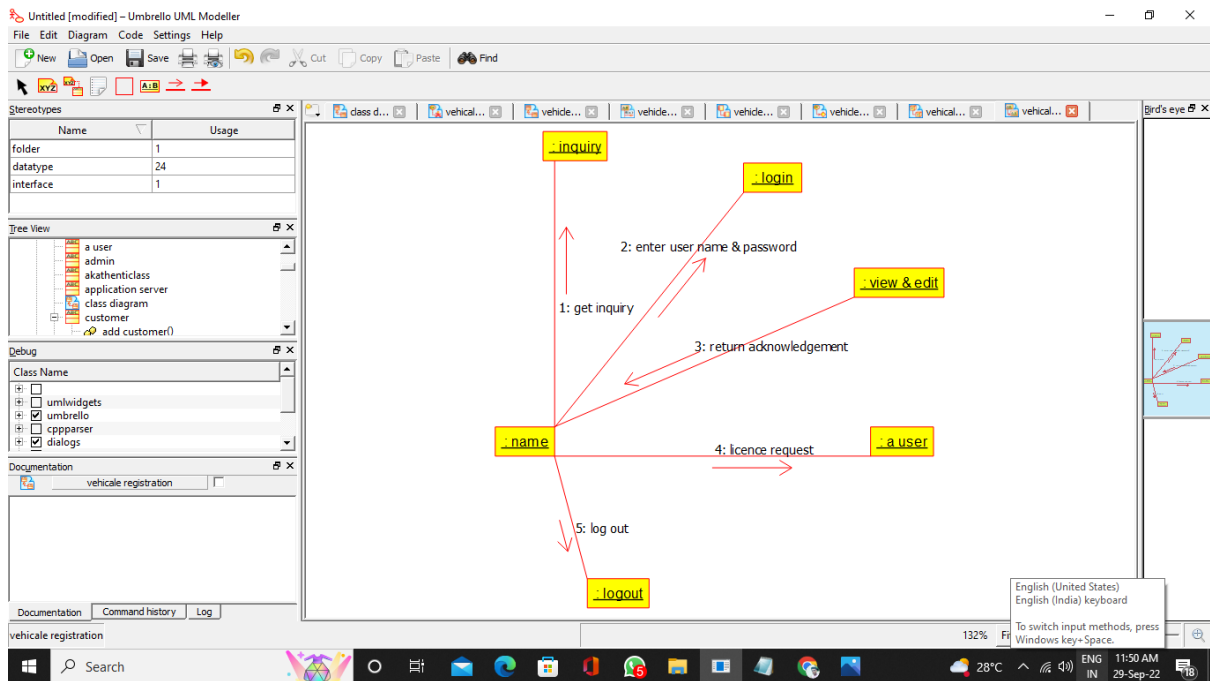 Untitled [modified] – Umbrello UML Modeller
File Edit Diagram Code Settings Help
New Open Save Cut Copy Paste Find
XYZ A:B
Stereotypes
Name Usage
folder 1
datatype 24
interface 1
Tree View
a user
admin
akathenticlass
application server
class diagram
customer
add customer()
Debug
Class Name
umlwidgets
umbrello
cppparser
dialogs
Documentation
vehicale registration
Documentation Command history Log
vehicale registration
class d... vehical... vehicle... vehicle... vehicle... vehicle... vehical... vehical...
Bird's eye
: inquiry
: login
2: enter user name & password
: view & edit
1: get inquiry
3: return acknowledgement
: name
4: licence request
: a user
5: log out
: logout
English (United States)
English (India) keyboard
To switch input methods, press
Windows key+Space.
132% Fi
Search
5
28°C
ENG
IN
11:50 AM
29-Sep-22
18